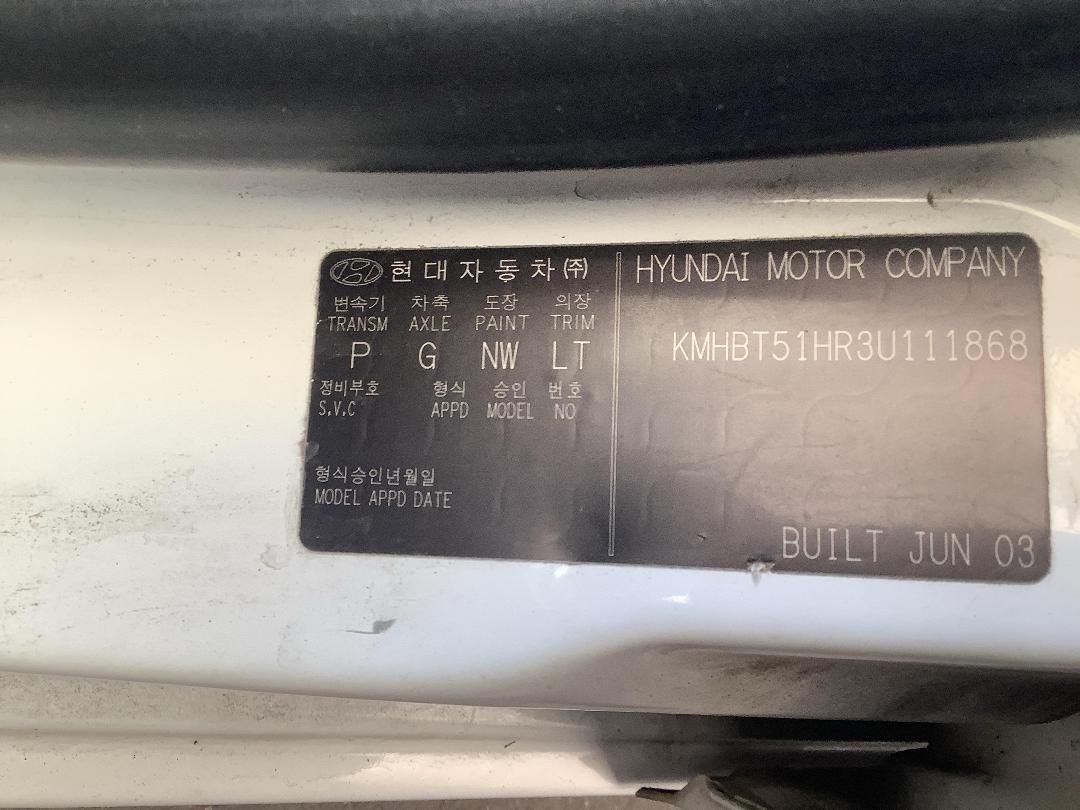 현대자동차(주)
변속기 차축 도장 의장
TRANSM AXLE PAINT TRIM
P G NW LT
정비부호 형식 승인 번호
S.V.C APPD MODEL NO
형식승인년월일
MODEL APPD DATE
HYUNDAI MOTOR COMPANY
KMHBT51HR3U111868
BUILT JUN 03